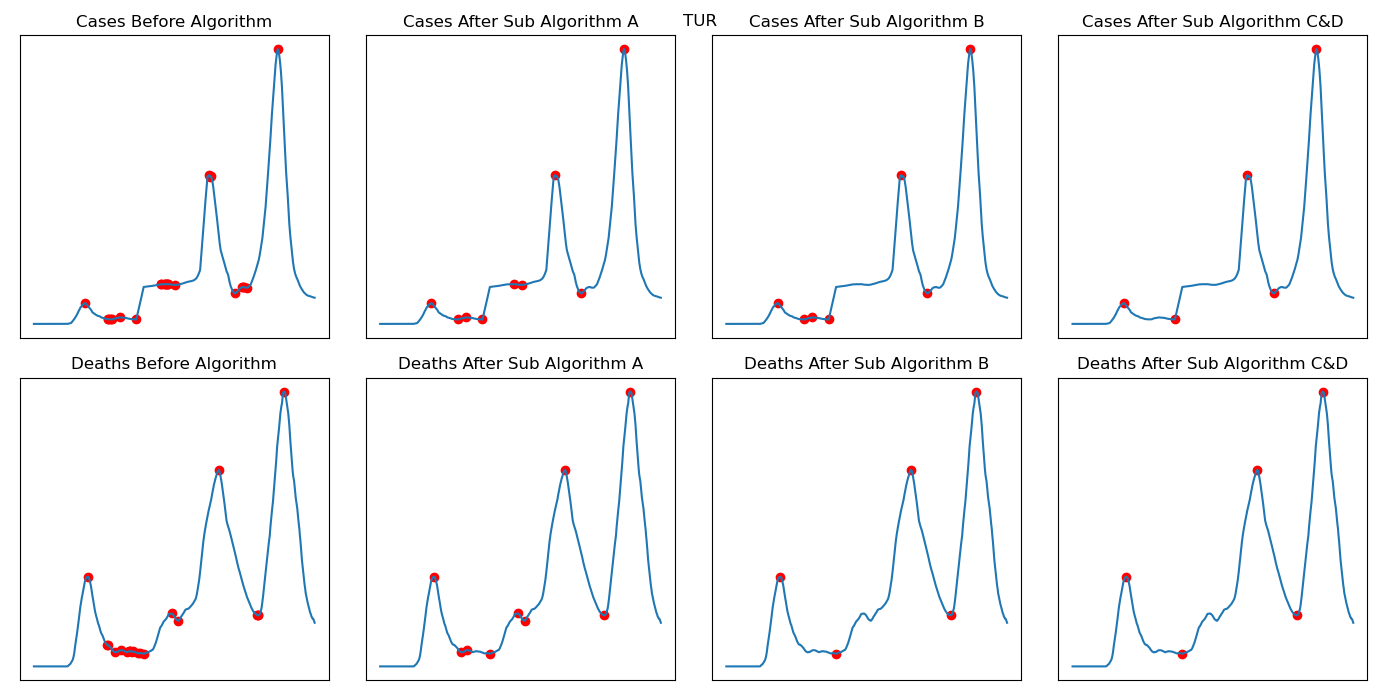 TUR
Cases Before Algorithm
Cases After Sub Algorithm A
Cases After Sub Algorithm B
Cases After Sub Algorithm C&D
Deaths Before Algorithm
Deaths After Sub Algorithm A
Deaths After Sub Algorithm B
Deaths After Sub Algorithm C&D